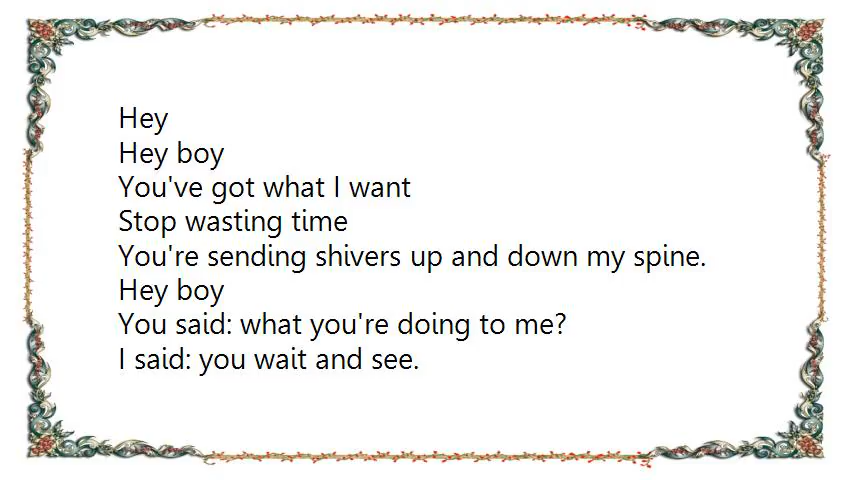 Hey
Hey boy
You've got what I want
Stop wasting time
You're sending shivers up and down my spine.
Hey boy
You said: what you're doing to me?
I said: you wait and see.